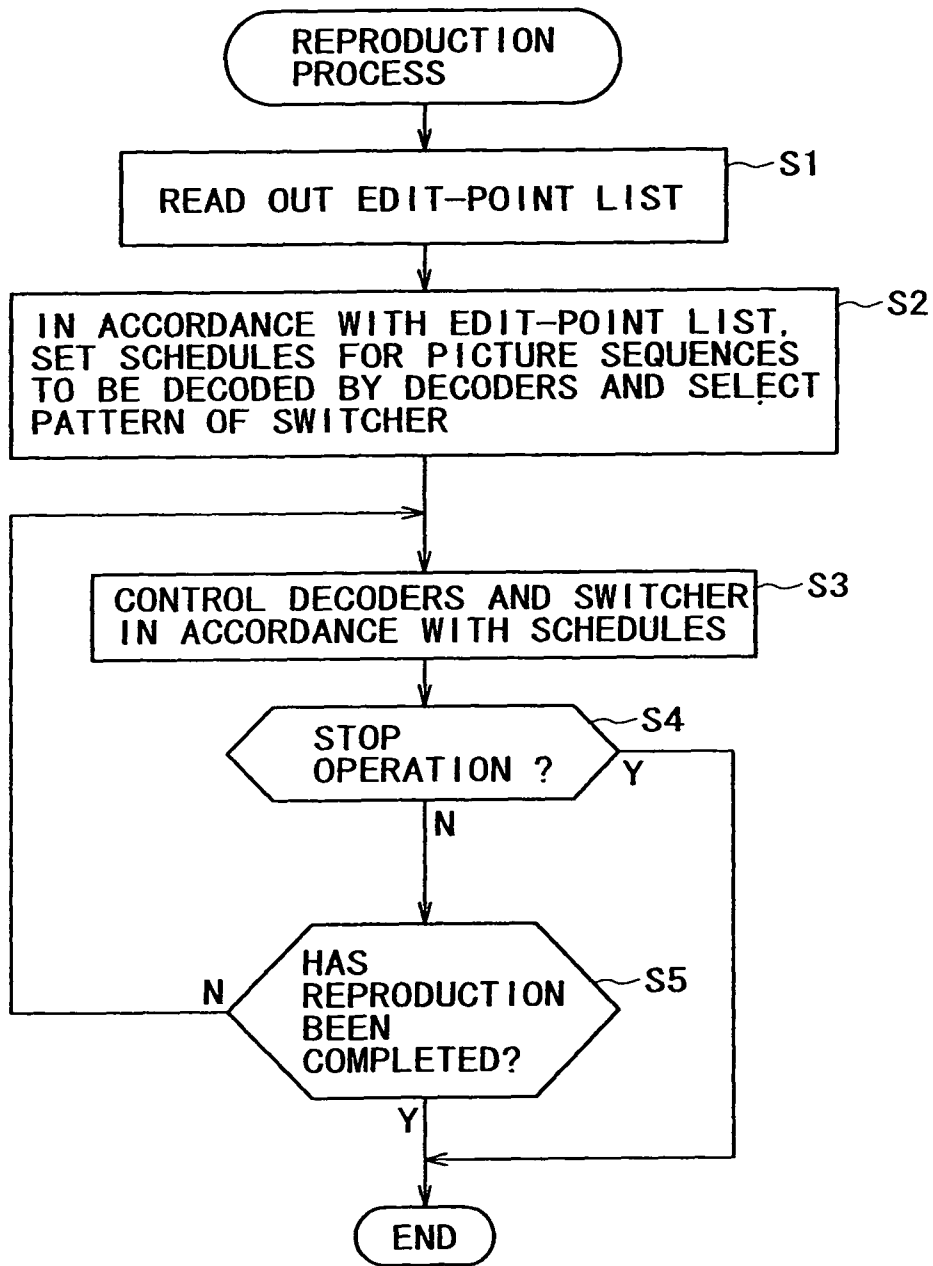 REPRODUCTION
PROCESS
S1
READ OUT EDIT-POINT LIST
S2
IN ACCORDANCE WITH EDIT-POINT LIST,
SET SCHEDULES FOR PICTURE SEQUENCES
TO BE DECODED BY DECODERS AND SELECT
PATTERN OF SWITCHER
S3
CONTROL DECODERS AND SWITCHER
IN ACCORDANCE WITH SCHEDULES
S4
STOP
OPERATION ?
Y
N
S5
HAS
REPRODUCTION
BEEN
COMPLETED?
N
Y
END